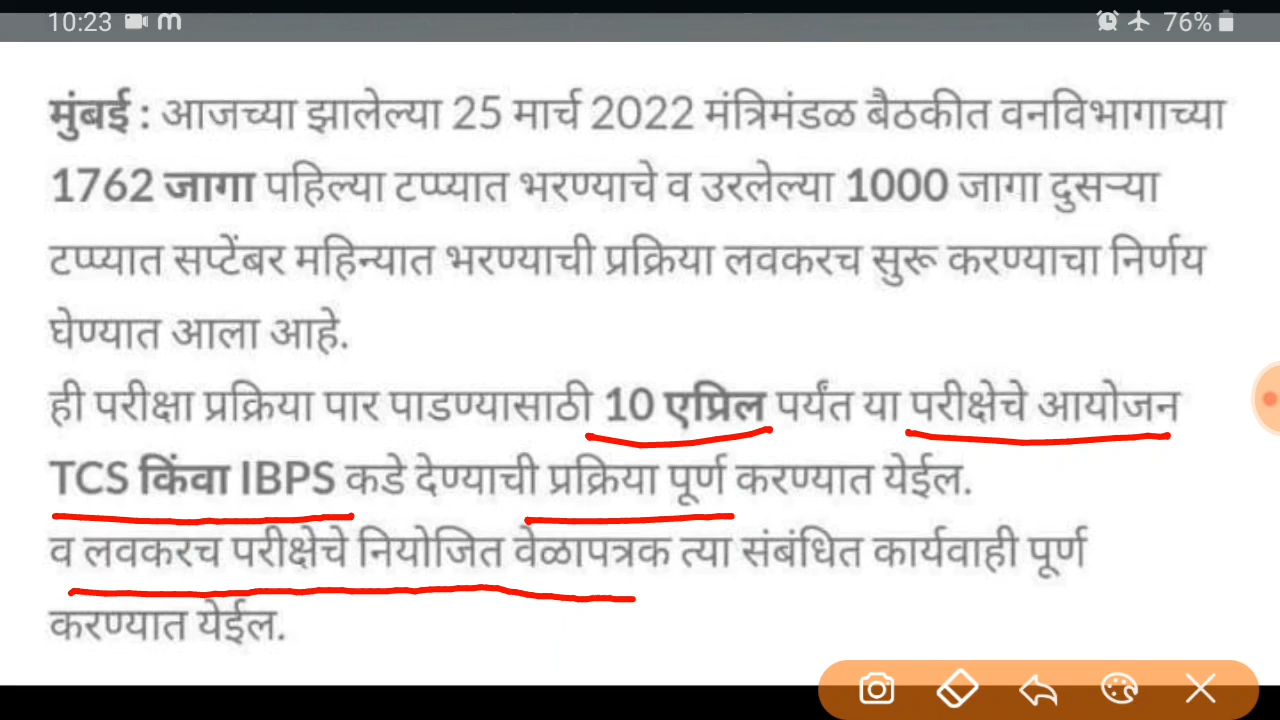 10:23 m 76%
मुंबई : आजच्या झालेल्या 25 मार्च 2022 मंत्रिमंडळ बैठकीत वनविभागाच्या
1762 जागा पहिल्या टप्प्यात भरण्याचे व उरलेल्या 1000 जागा दुसऱ्या
टप्प्यात सप्टेंबर महिन्यात भरण्याची प्रक्रिया लवकरच सुरू करण्याचा निर्णय
घेण्यात आला आहे.
ही परीक्षा प्रक्रिया पार पाडण्यासाठी 10 एप्रिल पर्यंत या परीक्षेचे आयोजन
TCS किंवा IBPS कडे देण्याची प्रक्रिया पूर्ण करण्यात येईल.
व लवकरच परीक्षेचे नियोजित वेळापत्रक त्या संबंधित कार्यवाही पूर्ण
करण्यात येईल.